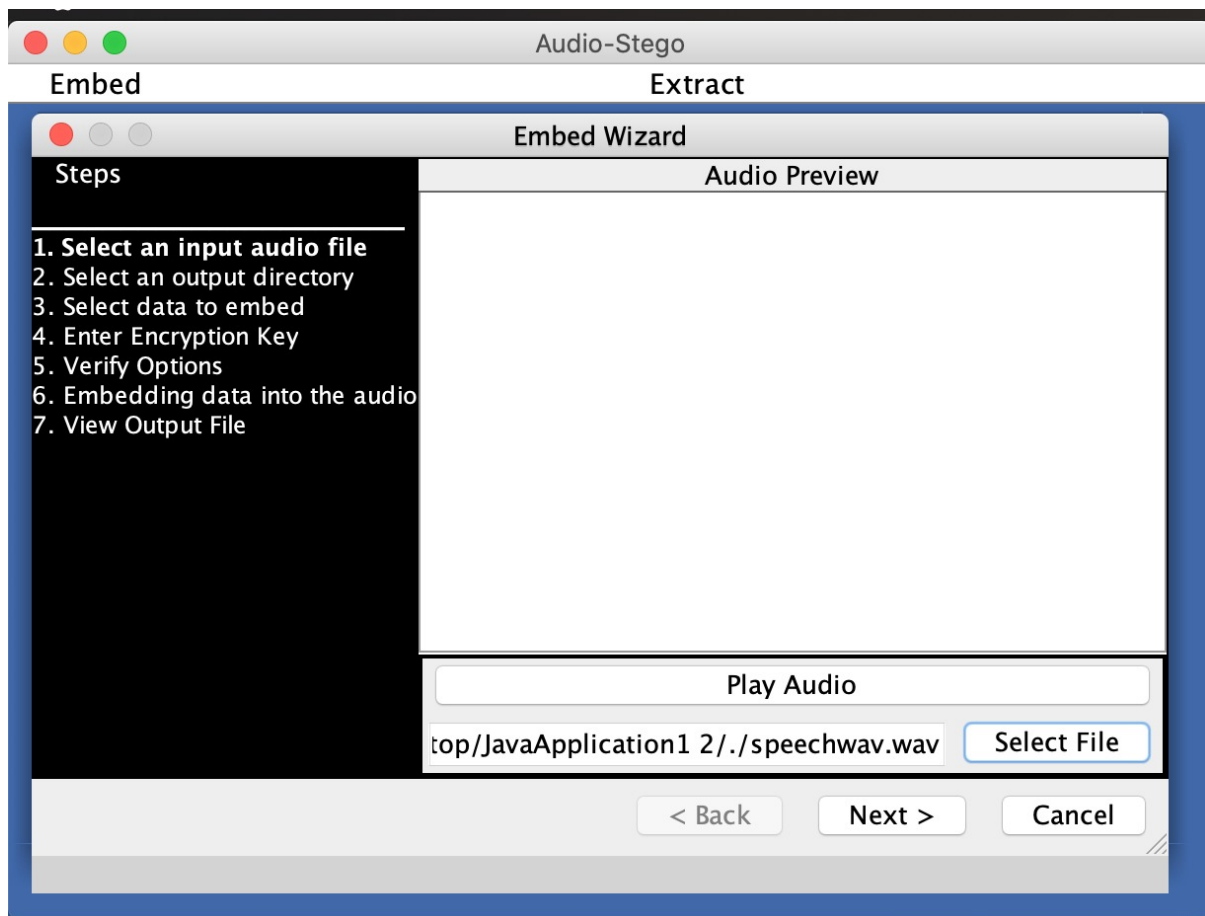 Audio-Stego
Embed Extract
Embed Wizard
Steps
Audio Preview
1. Select an input audio file
2. Select an output directory
3. Select data to embed
4. Enter Encryption Key
5. Verify Options
6. Embedding data into the audio
7. View Output File
Play Audio
top/JavaApplication1 2/./speechwav.wav Select File
< Back Next > Cancel